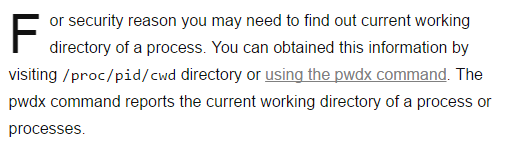 For security reason you may need to find out current working
directory of a process. You can obtained this information by
visiting /proc/pid/cwd directory or using the pwdx command. The
pwdx command reports the current working directory of a process or
processes.